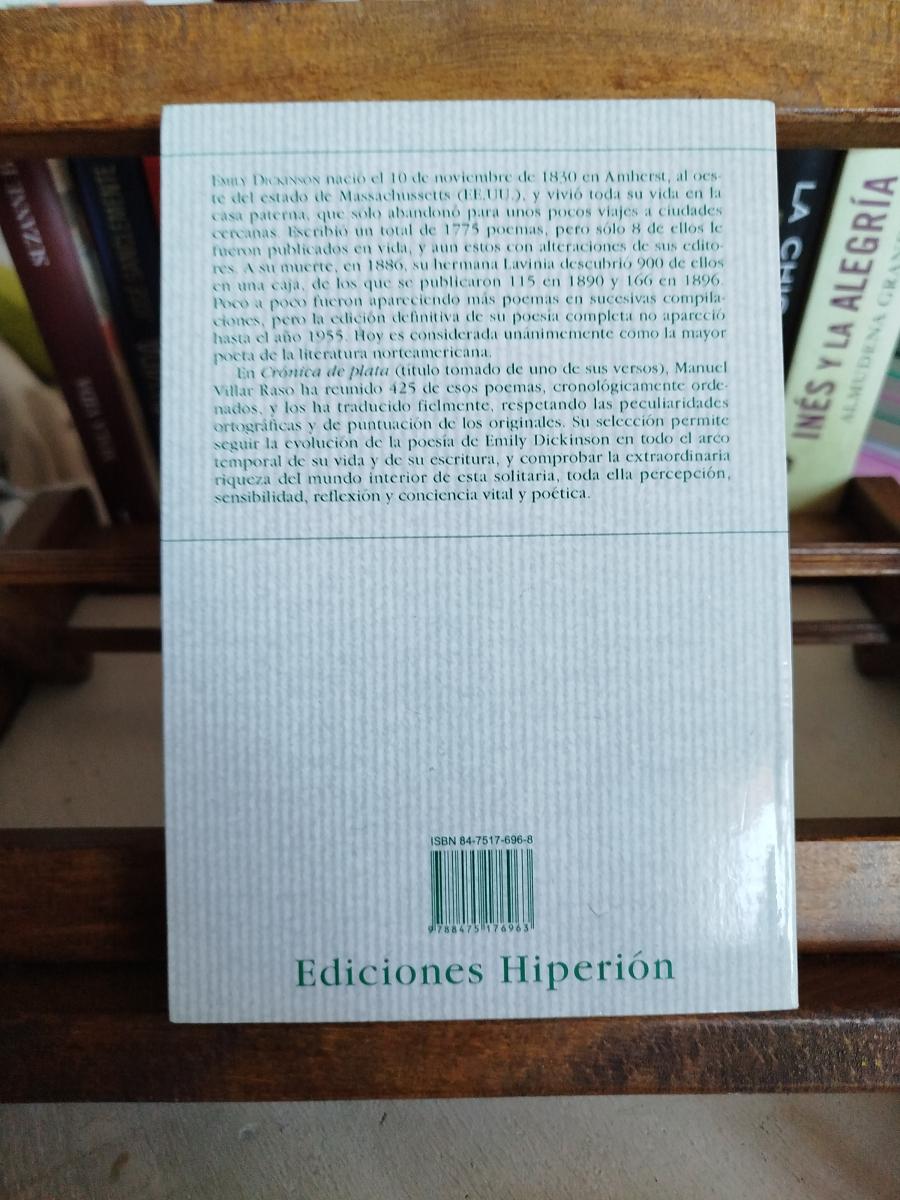 EMILY DICKINSON nació el 10 de noviembre de 1830 en Amherst, al oes-
te del estado de Massachussetts (EE.UU.), y vivió toda su vida en la
casa paterna, que sólo abandonó para unos pocos viajes a ciudades
cercanas. Escribió un total de 1775 poemas, pero sólo 8 de ellos le
fueron publicados en vida, y aun estos con alteraciones de sus edito-
res. A su muerte, en 1886, su hermana Lavinia descubrió 900 de ellos
en una caja, de los que se publicaron 115 en 1890 y 166 en 1896.
Poco a poco fueron apareciendo más poemas en sucesivas compila-
ciones, pero la edición definitiva de su poesía completa no apareció
hasta el año 1955. Hoy es considerada unánimemente como la mayor
poeta de la literatura norteamericana.
En Crónica de plata (título tomado de uno de sus versos), Manuel
Villar Raso ha reunido 425 de esos poemas, cronológicamente orde-
nados, y los ha traducido fielmente, respetando las peculiaridades
ortográficas y de puntuación de los originales. Su selección permite
seguir la evolución de la poesía de Emily Dickinson en todo el arco
temporal de su vida y de su escritura, y comprobar la extraordinaria
riqueza del mundo interior de esta solitaria, toda ella percepción,
sensibilidad, reflexión y conciencia vital y poética.
ISBN 84-7517-696-8
9788475176963
Ediciones Hiperión
LA
INÉS Y LA ALEGRÍA
ALMUDENA